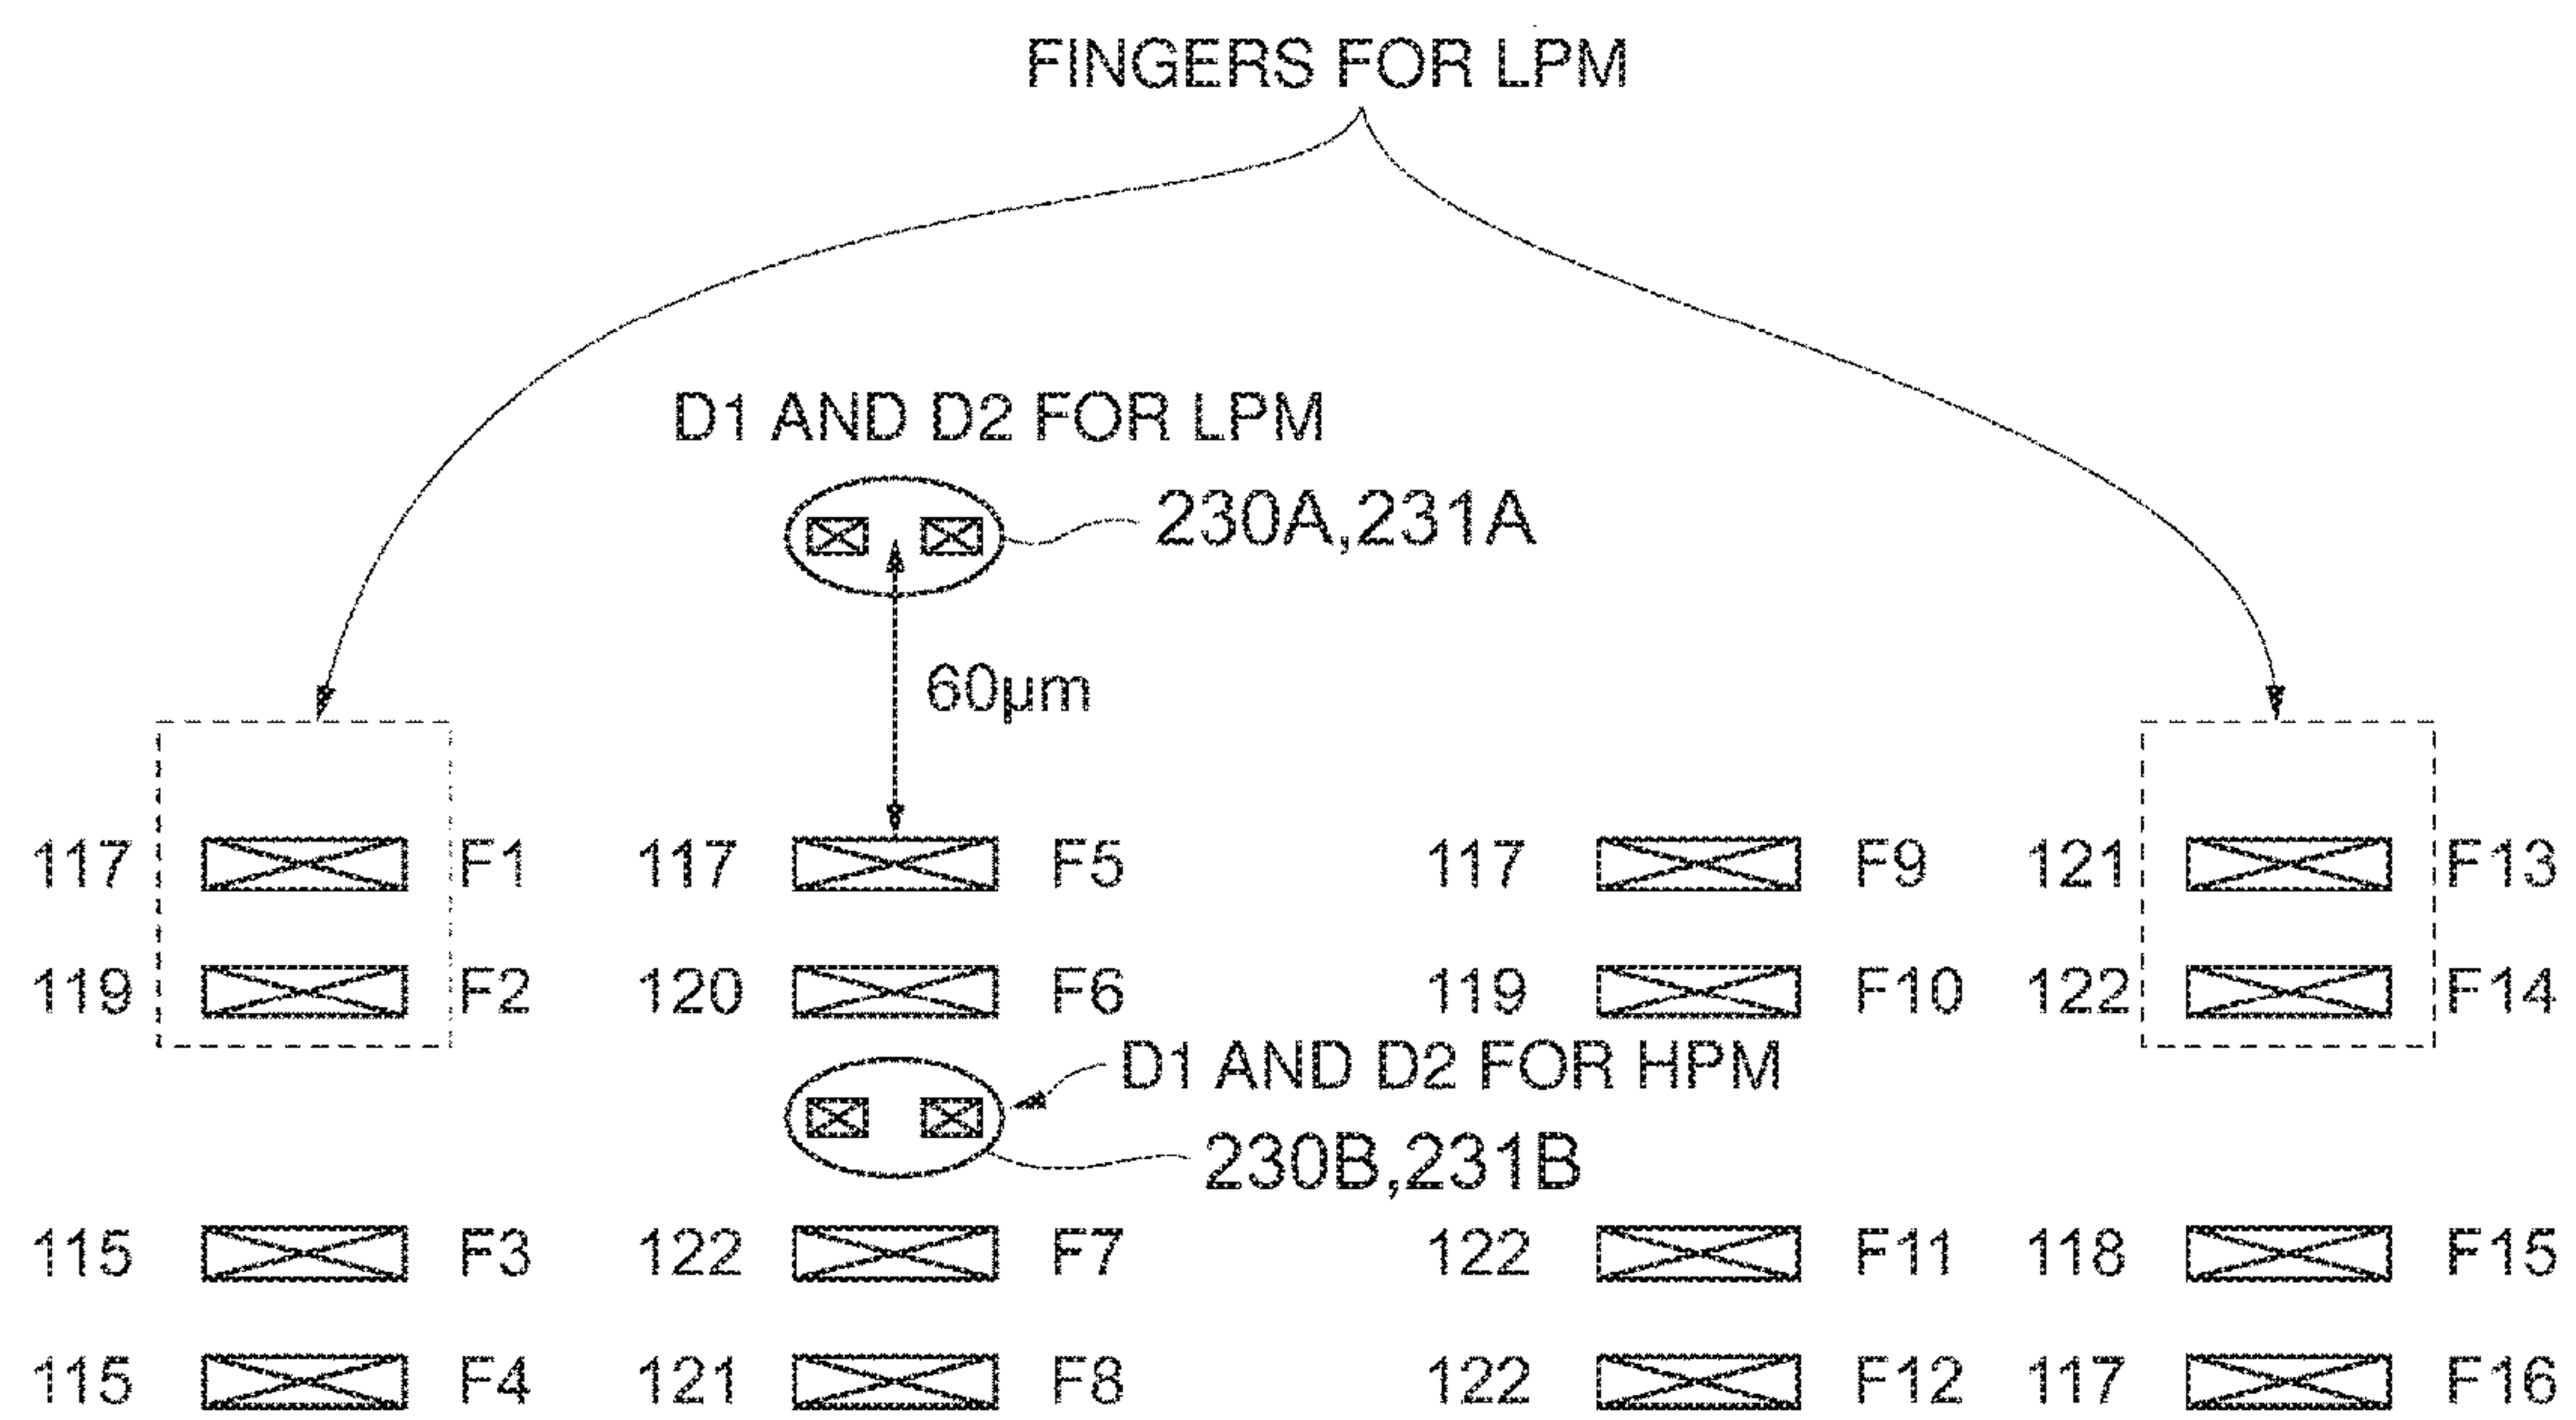 FINGERS FOR LPM
D1 AND D2 FOR LPM
230A,231A
60µm
117 F1 117 F5 117 F9 121 F13
119 F2 120 F6 119 F10 122 F14
D1 AND D2 FOR HPM
230B,231B
115 F3 122 F7 122 F11 118 F15
115 F4 121 F8 122 F12 117 F16